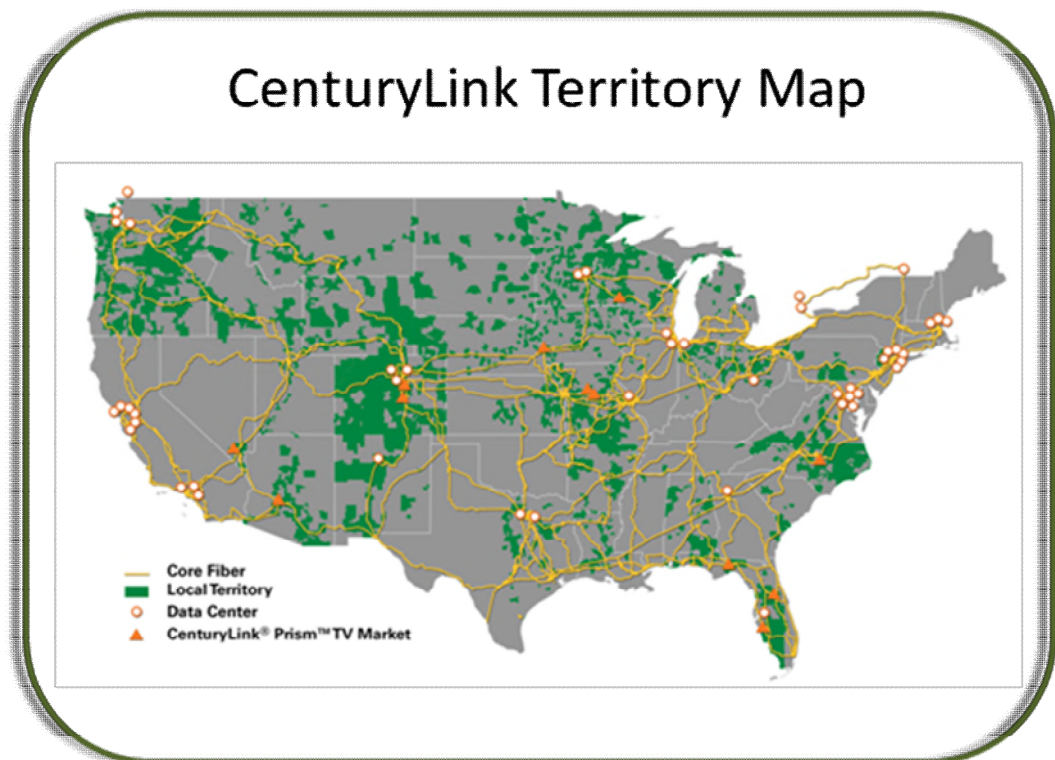 CenturyLink Territory Map
Core Fiber
Local Territory
Data Center
CenturyLink® Prism™ TV Market